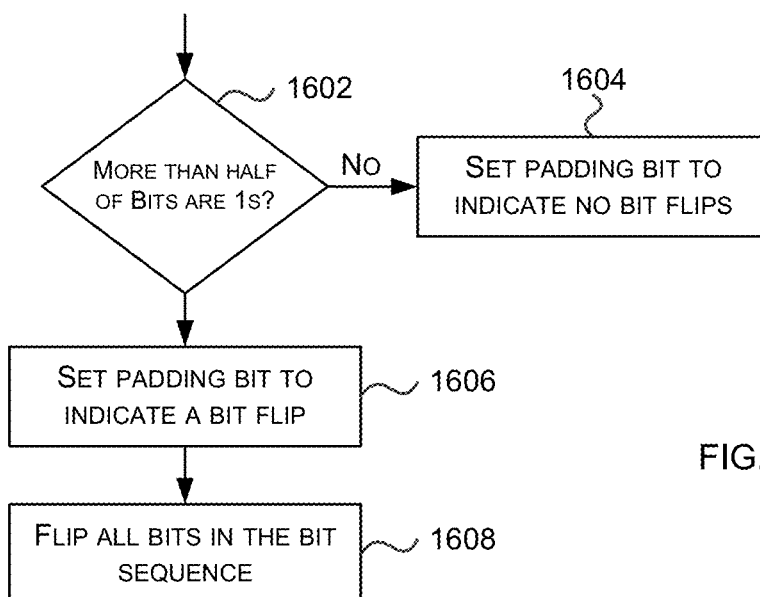 1602
MORE THAN HALF
OF BITS ARE 1S?
NO
1604
SET PADDING BIT TO
INDICATE NO BIT FLIPS
SET PADDING BIT TO
INDICATE A BIT FLIP
1606
FIG.
FLIP ALL BITS IN THE BIT
SEQUENCE
1608